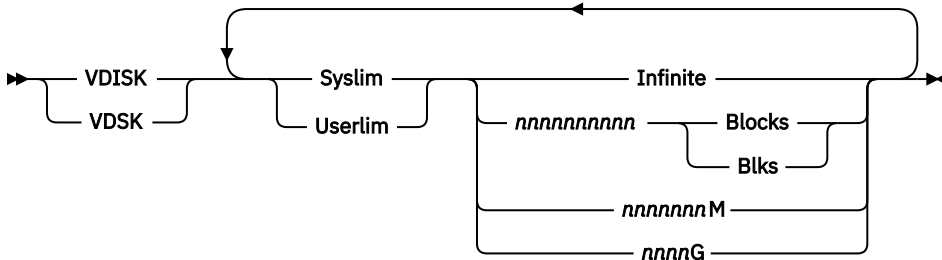 VDISK Syslim Infinite
VDSK Userlim nnnnnnnnnn Blocks
Blks
nnnnnnnM
nnnnG